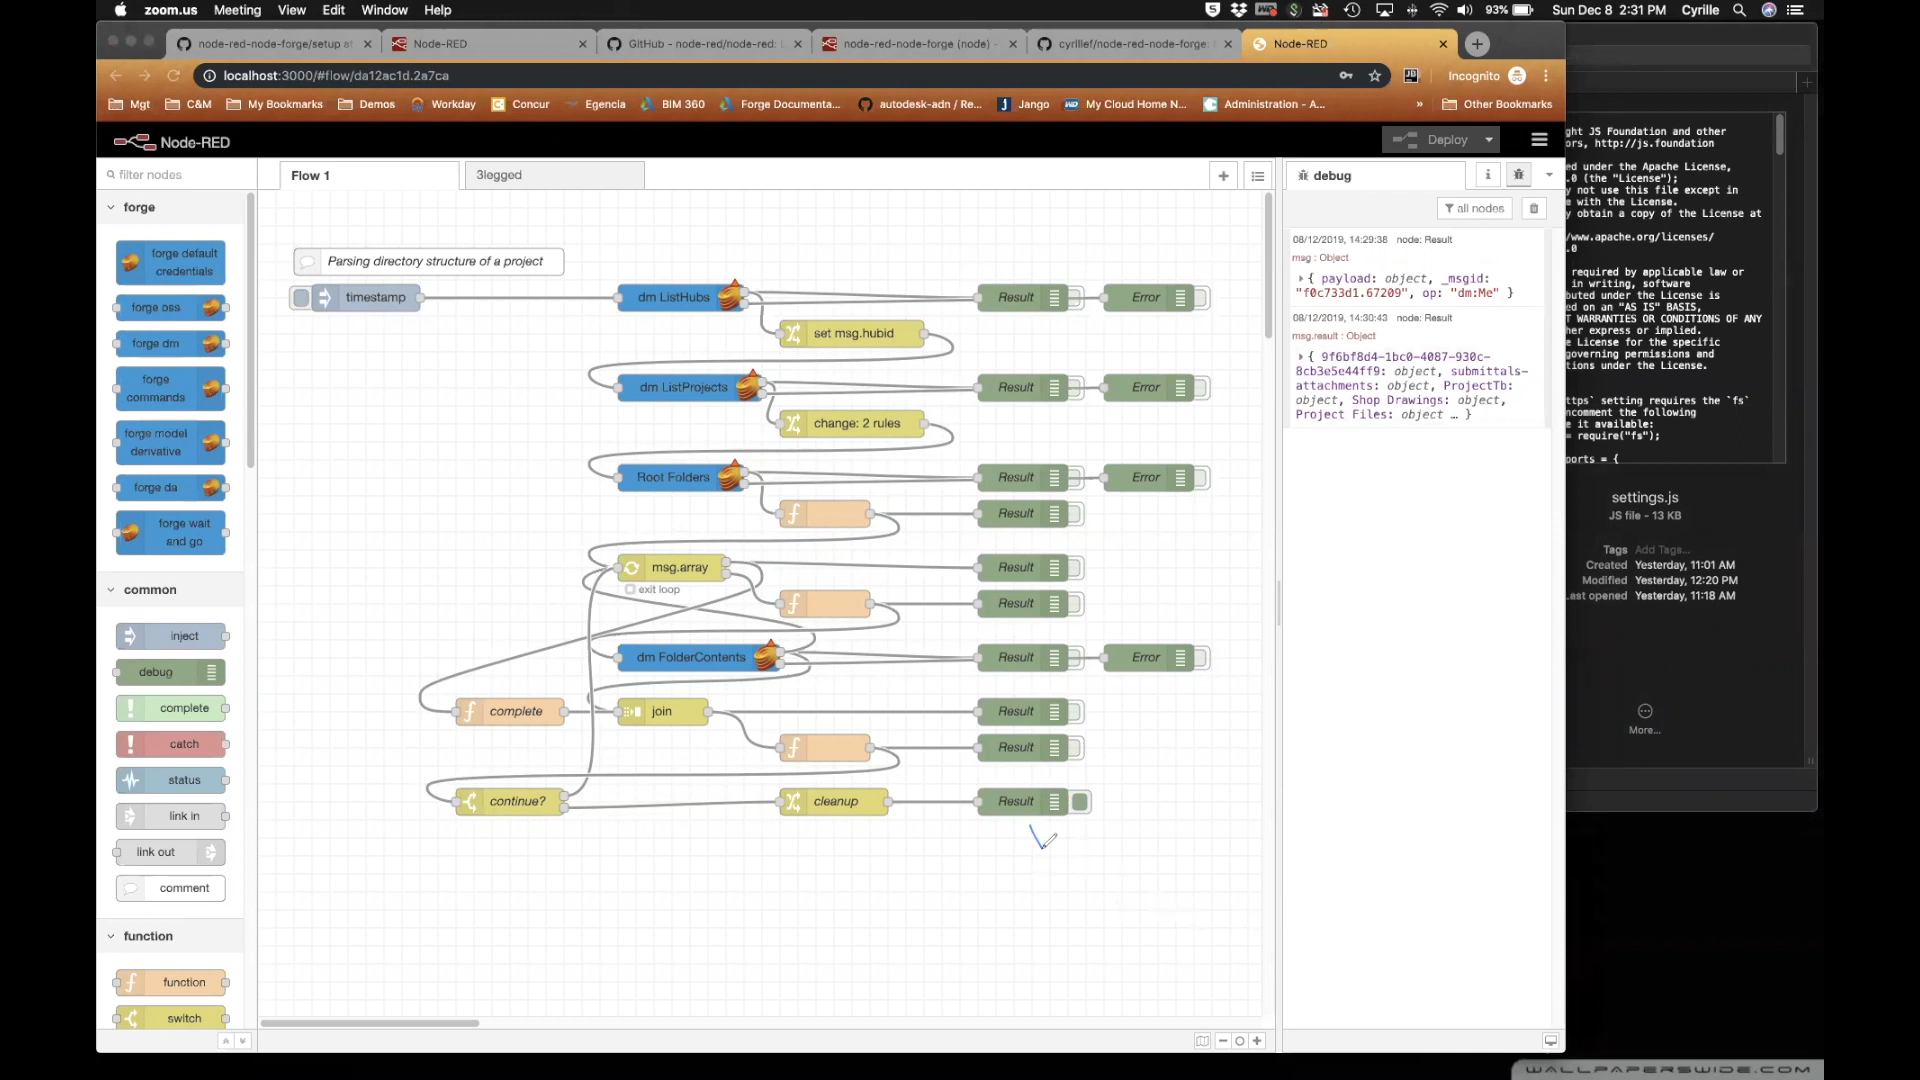 zoom.us Meeting View Edit Window Help
93% Sun Dec 8 2:31 PM Cyrille
node-red-node-forge/setup at
Node-RED
GitHub - node-red/node-red: L
node-red-node-forge (node) -
cyrillef/node-red-node-forge:
Node-RED
localhost:3000/#flow/da12ac1d.2a7ca
Incognito
Mgt C&M My Bookmarks Demos Workday Concur Egencia BIM 360 Forge Documenta... autodesk-adn / Re... Jango My Cloud Home N... Administration - A... » Other Bookmarks
Node-RED
Deploy
filter nodes
Flow 1
3legged
debug
all nodes
forge
forge default
credentials
forge oss
forge dm
forge
commands
forge model
derivative
forge da
forge wait
and go
common
inject
debug
complete
catch
status
link in
link out
comment
function
function
switch
Parsing directory structure of a project
timestamp
dm ListHubs
Result
Error
set msg.hubid
dm ListProjects
Result
Error
change: 2 rules
Root Folders
Result
Error
Result
msg.array
Result
exit loop
Result
dm FolderContents
Result
Error
complete
join
Result
Result
continue?
cleanup
Result
08/12/2019, 14:29:38 node: Result
msg : Object
{ payload: object, _msgid:
"f0c733d1.67209", op: "dm:Me" }
08/12/2019, 14:30:43 node: Result
msg.result : Object
{ 9f6bf8d4-1bc0-4087-930c-
8cb3e5e44ff9: object, submittals-
attachments: object, ProjectTb:
object, Shop Drawings: object,
Project Files: object … }
ght JS Foundation and other
ors, http://js.foundation
ed under the Apache License,
.0 (the "License");
y not use this file except in
e with the License.
y obtain a copy of the License at
/www.apache.org/licenses/
.0
required by applicable law or
in writing, software
buted under the License is
ed on an "AS IS" BASIS,
T WARRANTIES OR CONDITIONS OF ANY
her express or implied.
e License for the specific
governing permissions and
tions under the License.
ttps` setting requires the `fs`
ncomment the following
e it available:
= require("fs");
ports = {
settings.js
JS file - 13 KB
Tags Add Tags...
Created Yesterday, 11:01 AM
Modified Yesterday, 12:20 PM
ast opened Yesterday, 11:18 AM
More...
WALLPAPERSWIDE.COM